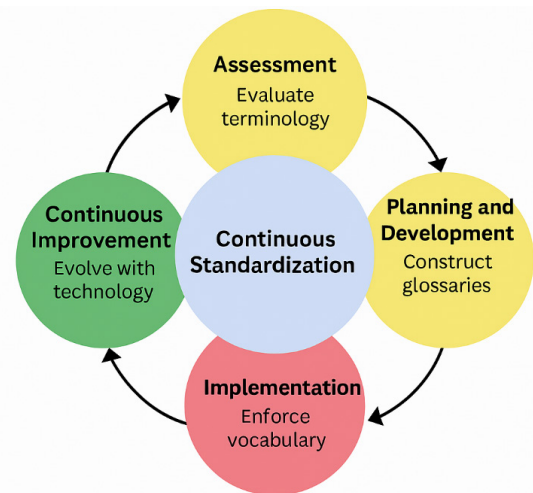 Assessment
Evaluate
terminology
Planning and
Development
Construct
glossaries
Implementation
Enforce
vocabulary
Continuous
Improvement
Evolve with
technology
Continuous
Standardization